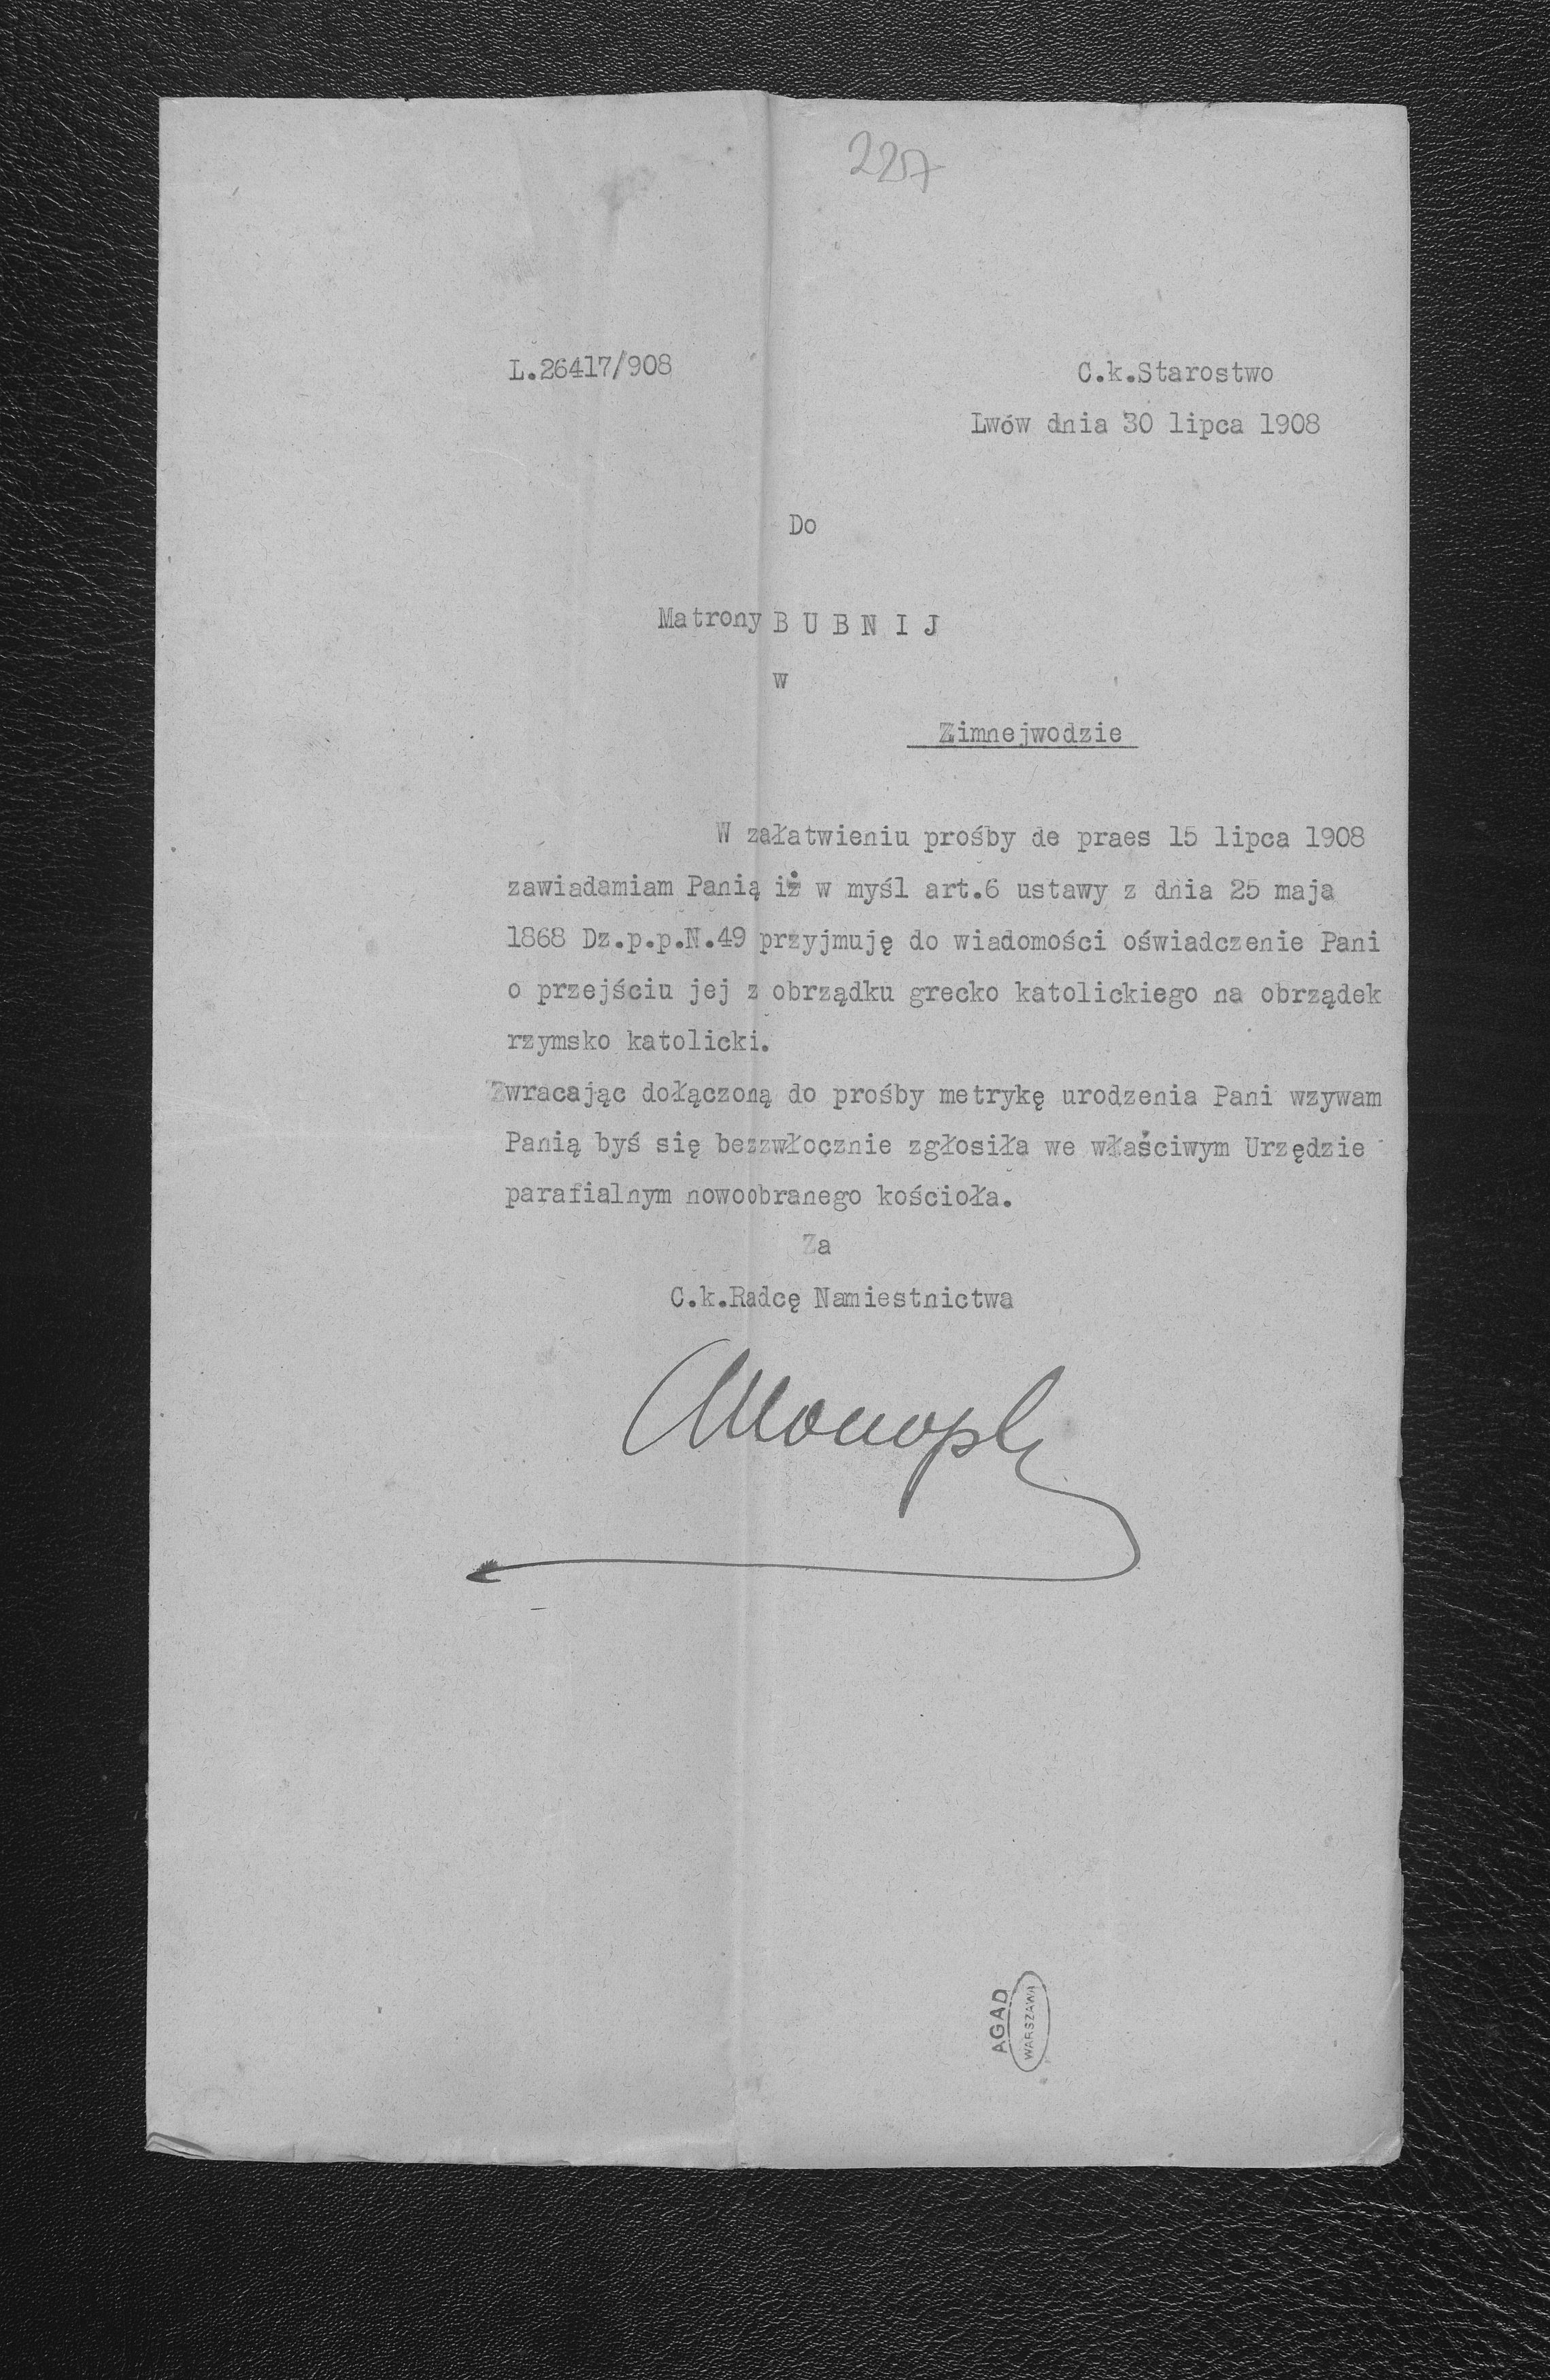 227
L.26417/908
C.k.Starostwo
Lwów dnia 30 lipca 1908
Do
Matrony B U B N I J
w
Zimnejwodzie
W załatwieniu prośby de praes 15 lipca 1908
zawiadamiam Panią iż w myśl art.6 ustawy z dnia 25 maja
1868 Dz.p.p.N.49 przyjmuję do wiadomości oświadczenie Pani
o przejściu jej z obrządku grecko katolickiego na obrządek
rzymsko katolicki.
Zwracając dołączoną do prośby metrykę urodzenia Pani wzywam
Panią byś się bezzwłocznie zgłosiła we właściwym Urzędzie
parafialnym nowoobranego kościoła.
Za
C.k.Radcę Namiestnictwa
AGAD
WARSZAWA